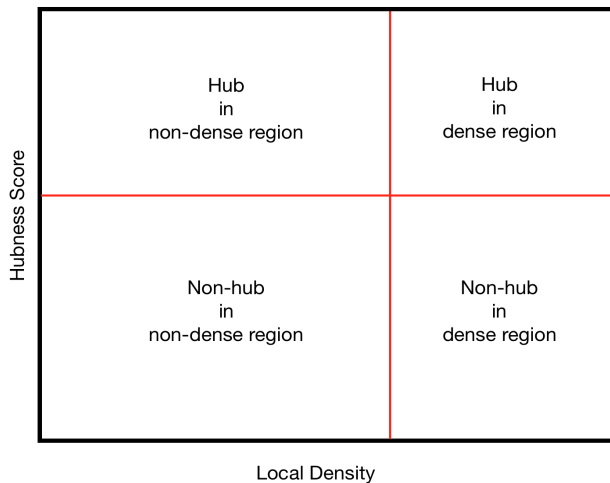 Hub
in
non-dense region
Hub
in
dense region
Hubness Score
Non-hub
in
non-dense region
Non-hub
in
dense region
Local Density